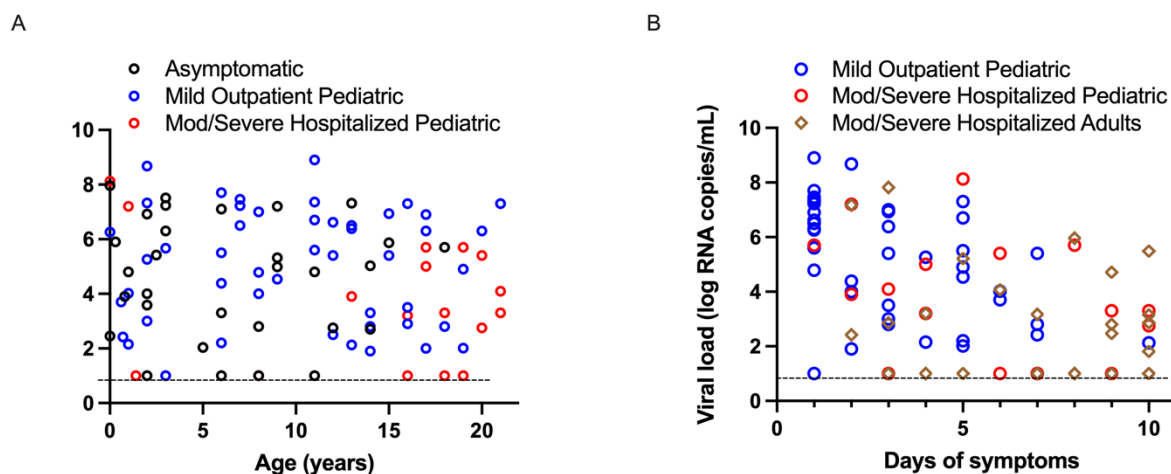 A
Asymptomatic
Mild Outpatient Pediatric
Mod/Severe Hospitalized Pediatric
10
8
6
4
2
0
0 5 10 15 20
Age (years)
B
Mild Outpatient Pediatric
Mod/Severe Hospitalized Pediatric
Mod/Severe Hospitalized Adults
Viral load (log RNA copies/mL)
10
8
6
4
2
0
0 5 10
Days of symptoms